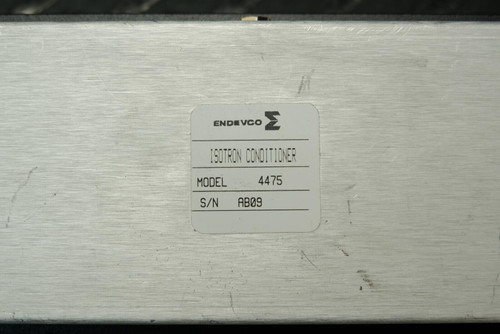 ENDEVCO
ISOTRON CONDITIONER
MODEL 4475
S/N AB09